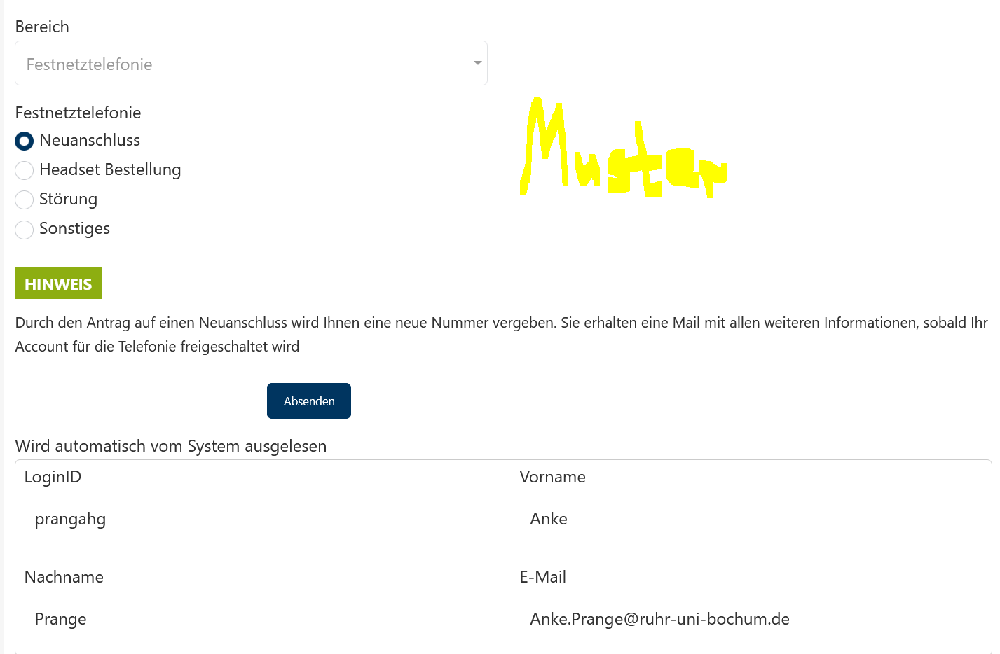 Bereich
Festnetztelefonie
Muster
Festnetztelefonie
Neuanschluss
Headset Bestellung
Störung
Sonstiges
HINWEIS
Durch den Antrag auf einen Neuanschluss wird Ihnen eine neue Nummer vergeben. Sie erhalten eine Mail mit allen weiteren Informationen, sobald Ihr
Account für die Telefonie freigeschaltet wird
Absenden
Wird automatisch vom System ausgelesen
LoginID
prangahg
Vorname
Anke
Nachname
Prange
E-Mail
Anke.Prange@ruhr-uni-bochum.de